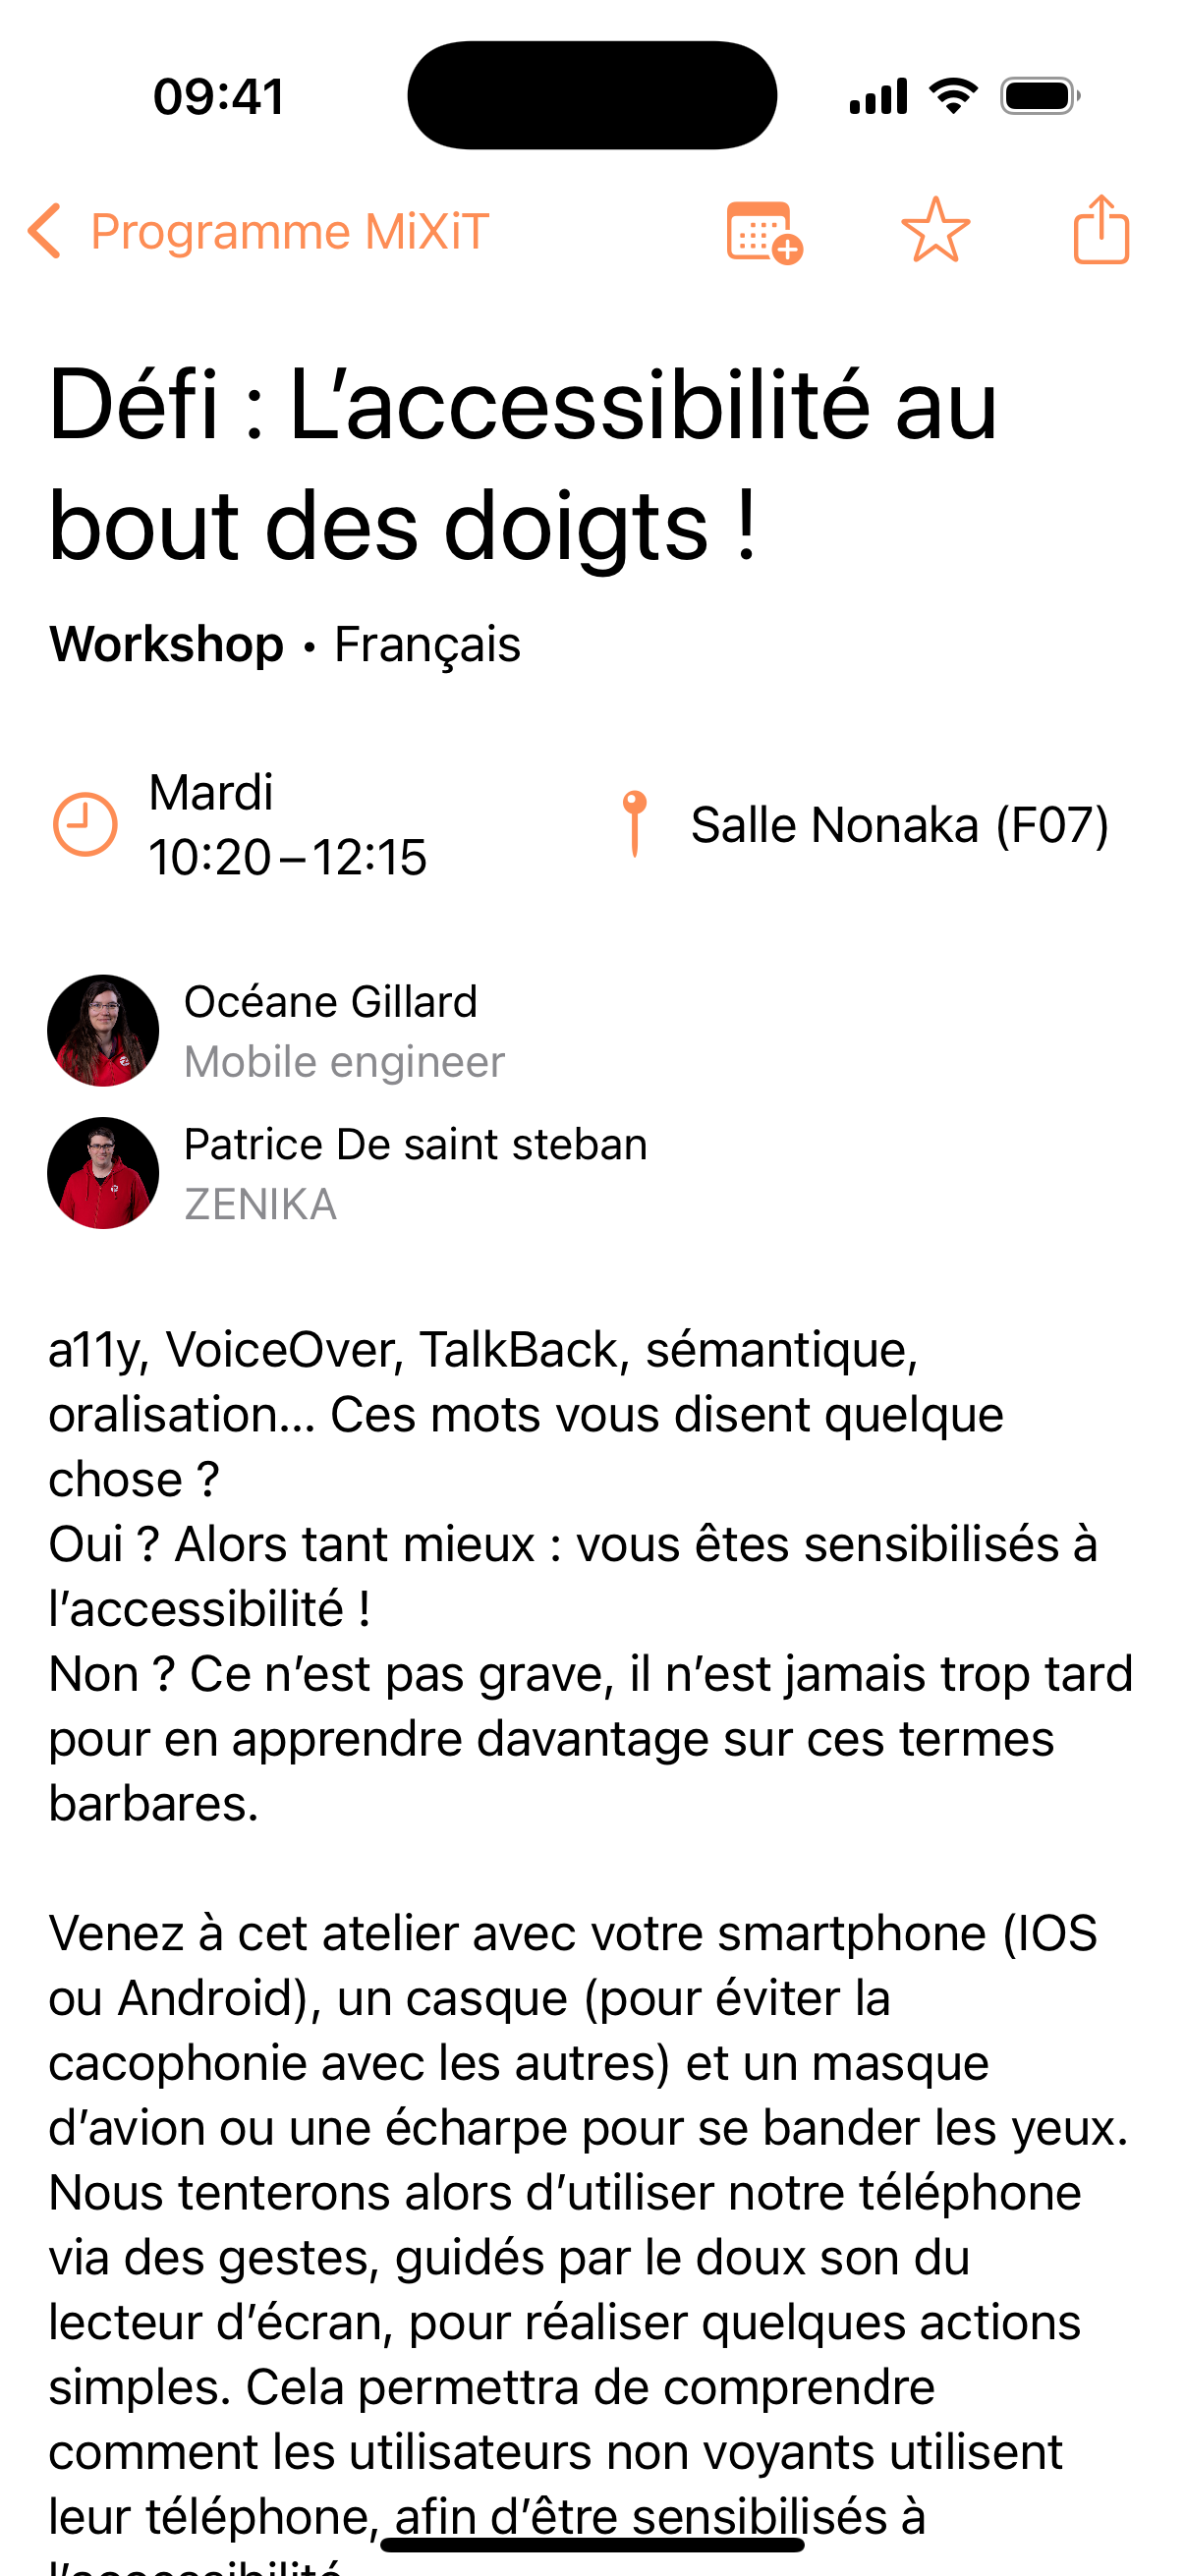 09:41
Programme MiXiT
Défi : L’accessibilité au
bout des doigts !
Workshop • Français
Mardi
10:20 – 12:15
Salle Nonaka (F07)
Océane Gillard
Mobile engineer
Patrice De saint steban
ZENIKA
a11y, VoiceOver, TalkBack, sémantique,
oralisation... Ces mots vous disent quelque
chose ?
Oui ? Alors tant mieux : vous êtes sensibilisés à
l’accessibilité !
Non ? Ce n’est pas grave, il n’est jamais trop tard
pour en apprendre davantage sur ces termes
barbares.
Venez à cet atelier avec votre smartphone (IOS
ou Android), un casque (pour éviter la
cacophonie avec les autres) et un masque
d’avion ou une écharpe pour se bander les yeux.
Nous tenterons alors d’utiliser notre téléphone
via des gestes, guidés par le doux son du
lecteur d’écran, pour réaliser quelques actions
simples. Cela permettra de comprendre
comment les utilisateurs non voyants utilisent
leur téléphone, afin d’être sensibilisés à
l’accessibilité.